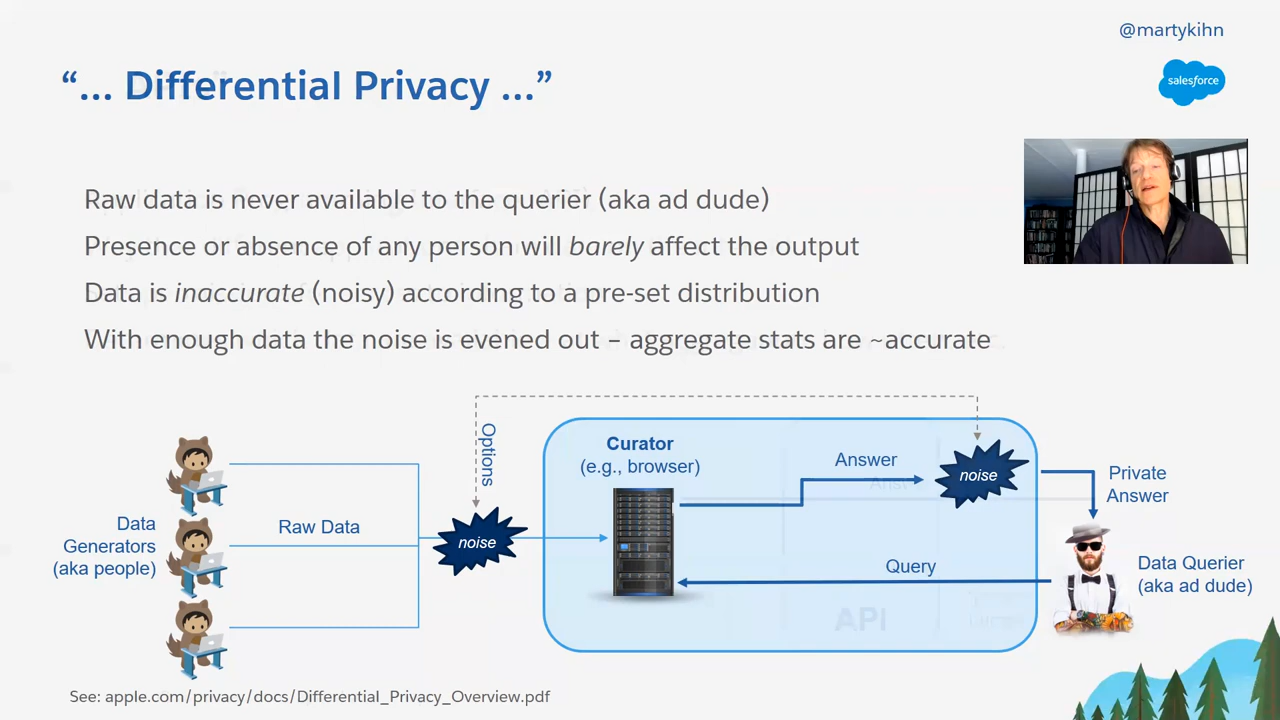 @martykihn
“... Differential Privacy ...”
salesforce
Raw data is never available to the querier (aka ad dude)
Presence or absence of any person will barely affect the output
Data is inaccurate (noisy) according to a pre-set distribution
With enough data the noise is evened out – aggregate stats are ~accurate
Options
Curator
(e.g., browser)
Answer
noise
Private
Answer
Data
Generators
(aka people)
Raw Data
noise
Query
Data Querier
(aka ad dude)
API
See: apple.com/privacy/docs/Differential_Privacy_Overview.pdf